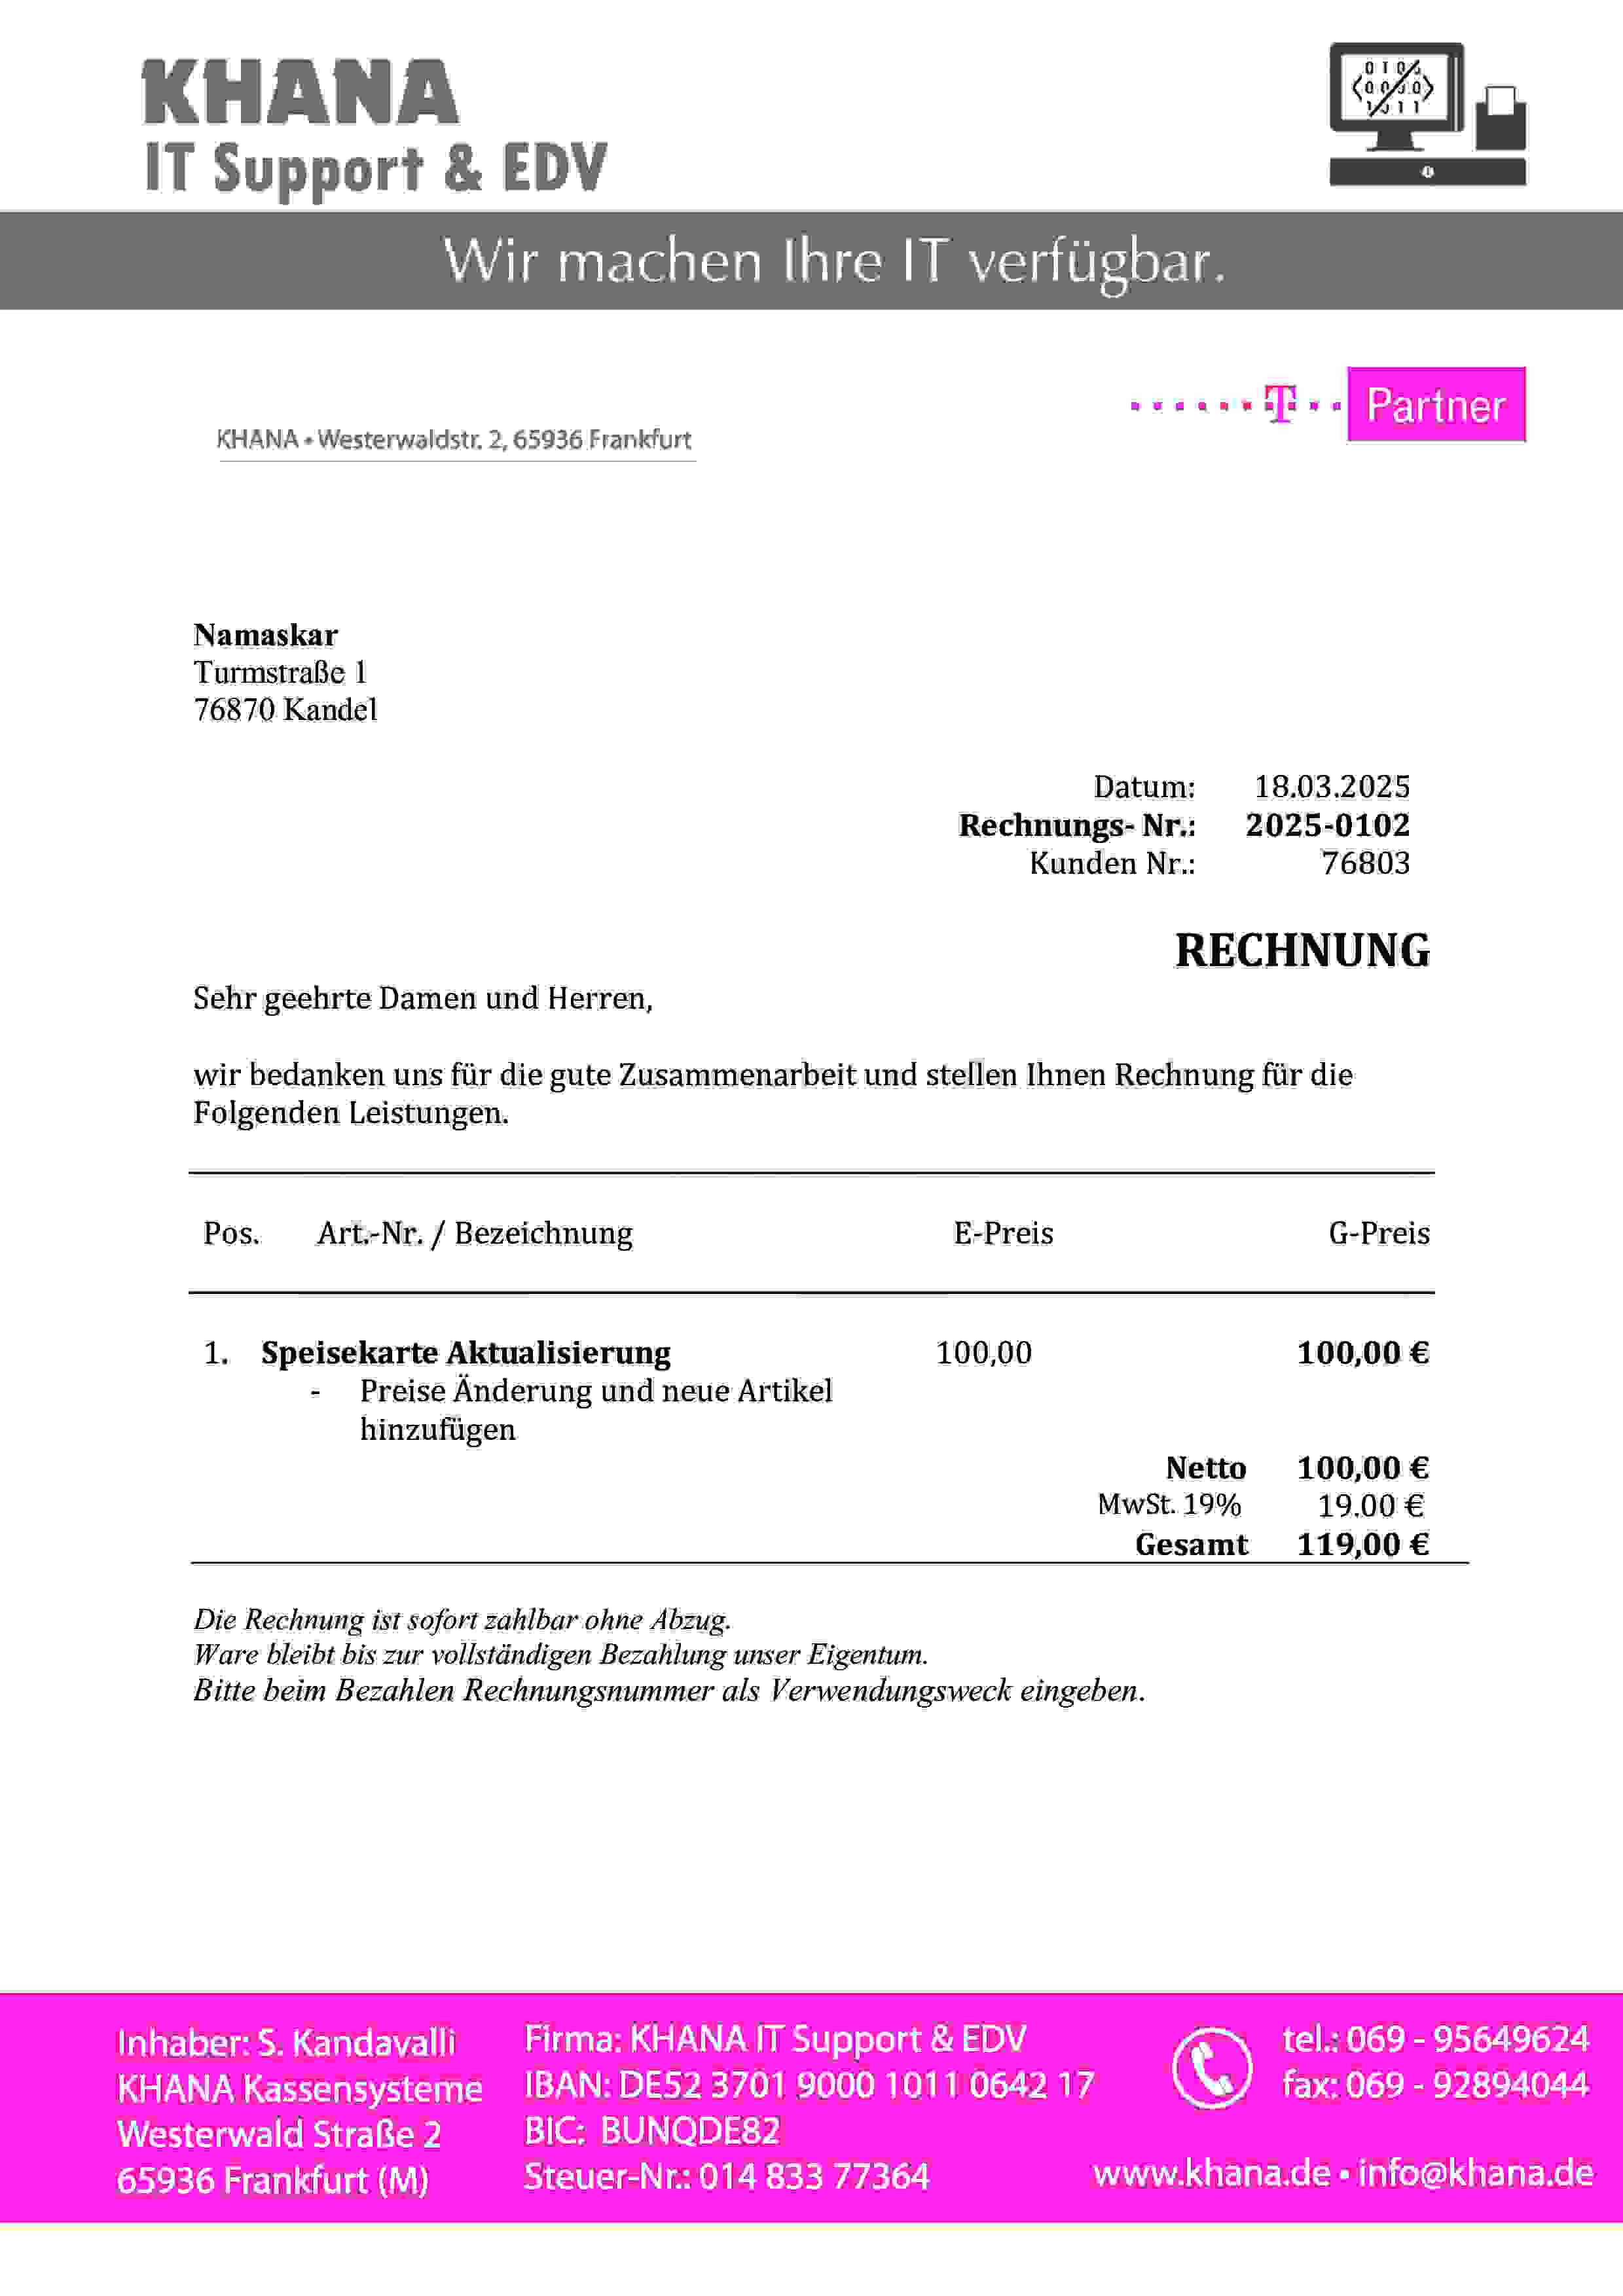 KHANA
IT Support & EDV
Wir machen Ihre IT verfügbar.
T Partner
KHANA • Westerwaldstr. 2, 65936 Frankfurt
Namaskar
Turmstraße 1
76870 Kandel
Datum: 18.03.2025
Rechnungs- Nr.: 2025-0102
Kunden Nr.: 76803
RECHNUNG
Sehr geehrte Damen und Herren,
wir bedanken uns für die gute Zusammenarbeit und stellen Ihnen Rechnung für die
Folgenden Leistungen.
Pos. Art.-Nr. / Bezeichnung E-Preis G-Preis
1. Speisekarte Aktualisierung 100,00 100,00 €
- Preise Änderung und neue Artikel
hinzufügen
Netto 100,00 €
MwSt. 19% 19.00 €
Gesamt 119,00 €
Die Rechnung ist sofort zahlbar ohne Abzug.
Ware bleibt bis zur vollständigen Bezahlung unser Eigentum.
Bitte beim Bezahlen Rechnungsnummer als Verwendungsweck eingeben.
Inhaber: S. Kandavalli
KHANA Kassensysteme
Westerwald Straße 2
65936 Frankfurt (M)
Firma: KHANA IT Support & EDV
IBAN: DE52 3701 9000 1011 0642 17
BIC: BUNQDE82
Steuer-Nr.: 014 833 77364
tel.: 069 - 95649624
fax: 069 - 92894044
www.khana.de • info@khana.de